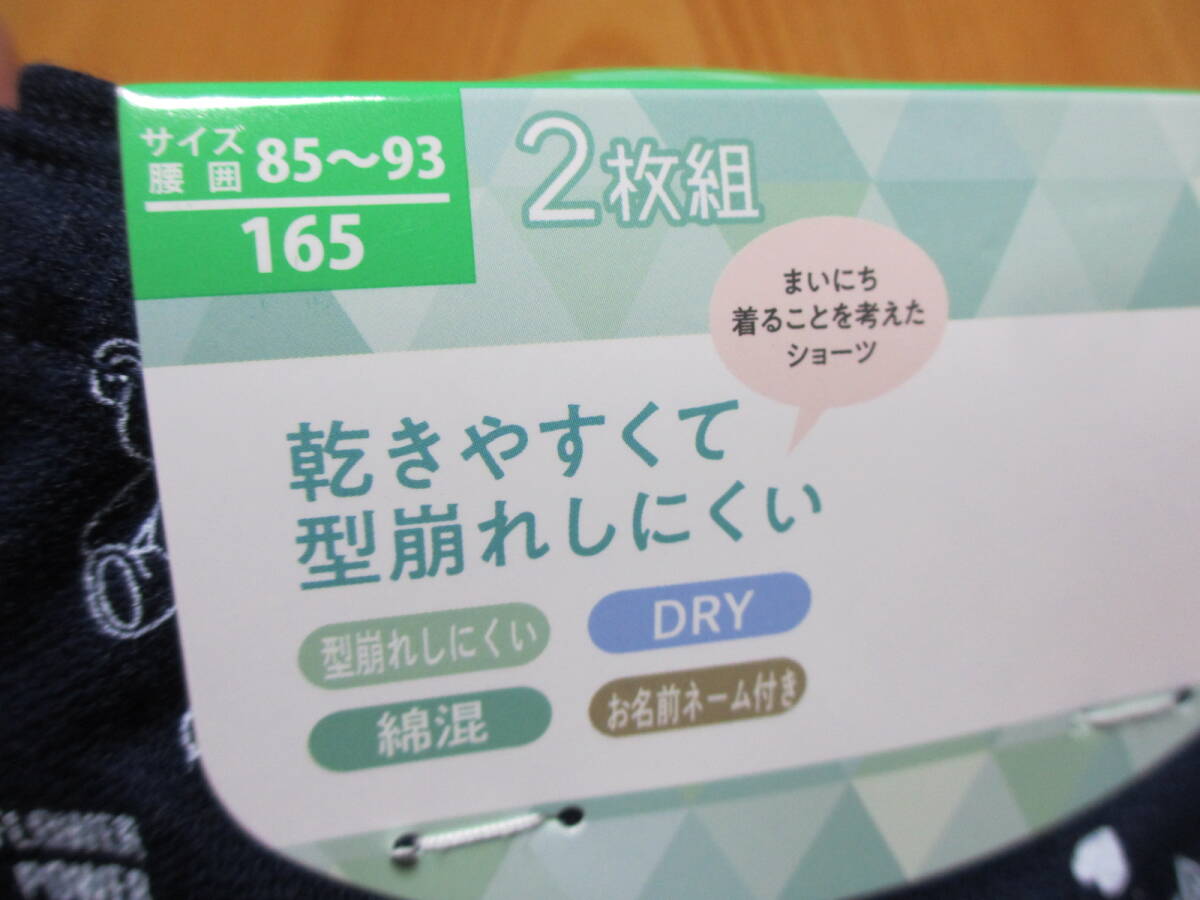 サイズ
腰囲 85～93
165
2枚組
まいにち
着ることを考えた
ショーツ
乾きやすくて
型崩れしにくい
型崩れしにくい
DRY
綿混
お名前ネーム付き